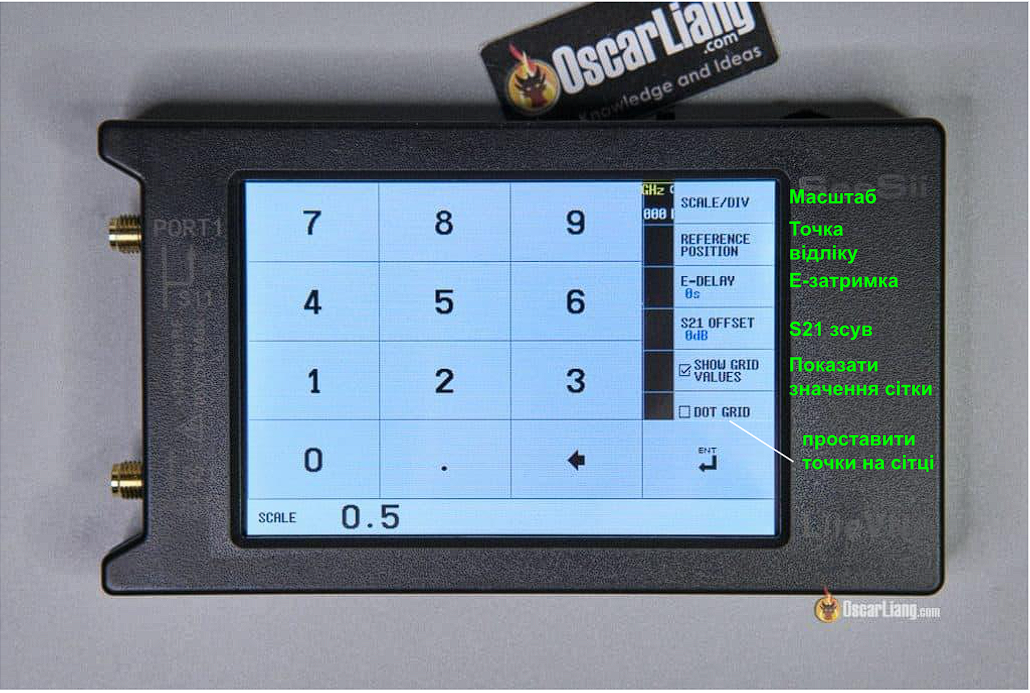 OscarLiang
.com
Knowledge and Ideas
PORT1
S11
7
8
9
4
5
6
1
2
3
0
.
ENT
SCALE
0.5
GHz
000
SCALE/DIV
REFERENCE
POSITION
E-DELAY
0s
S21 OFFSET
0dB
SHOW GRID
VALUES
DOT GRID
Масштаб
Точка
відліку
Е-затримка
S21 зсув
Показати
значення сітки
проставити
точки на сітці
OscarLiang.com